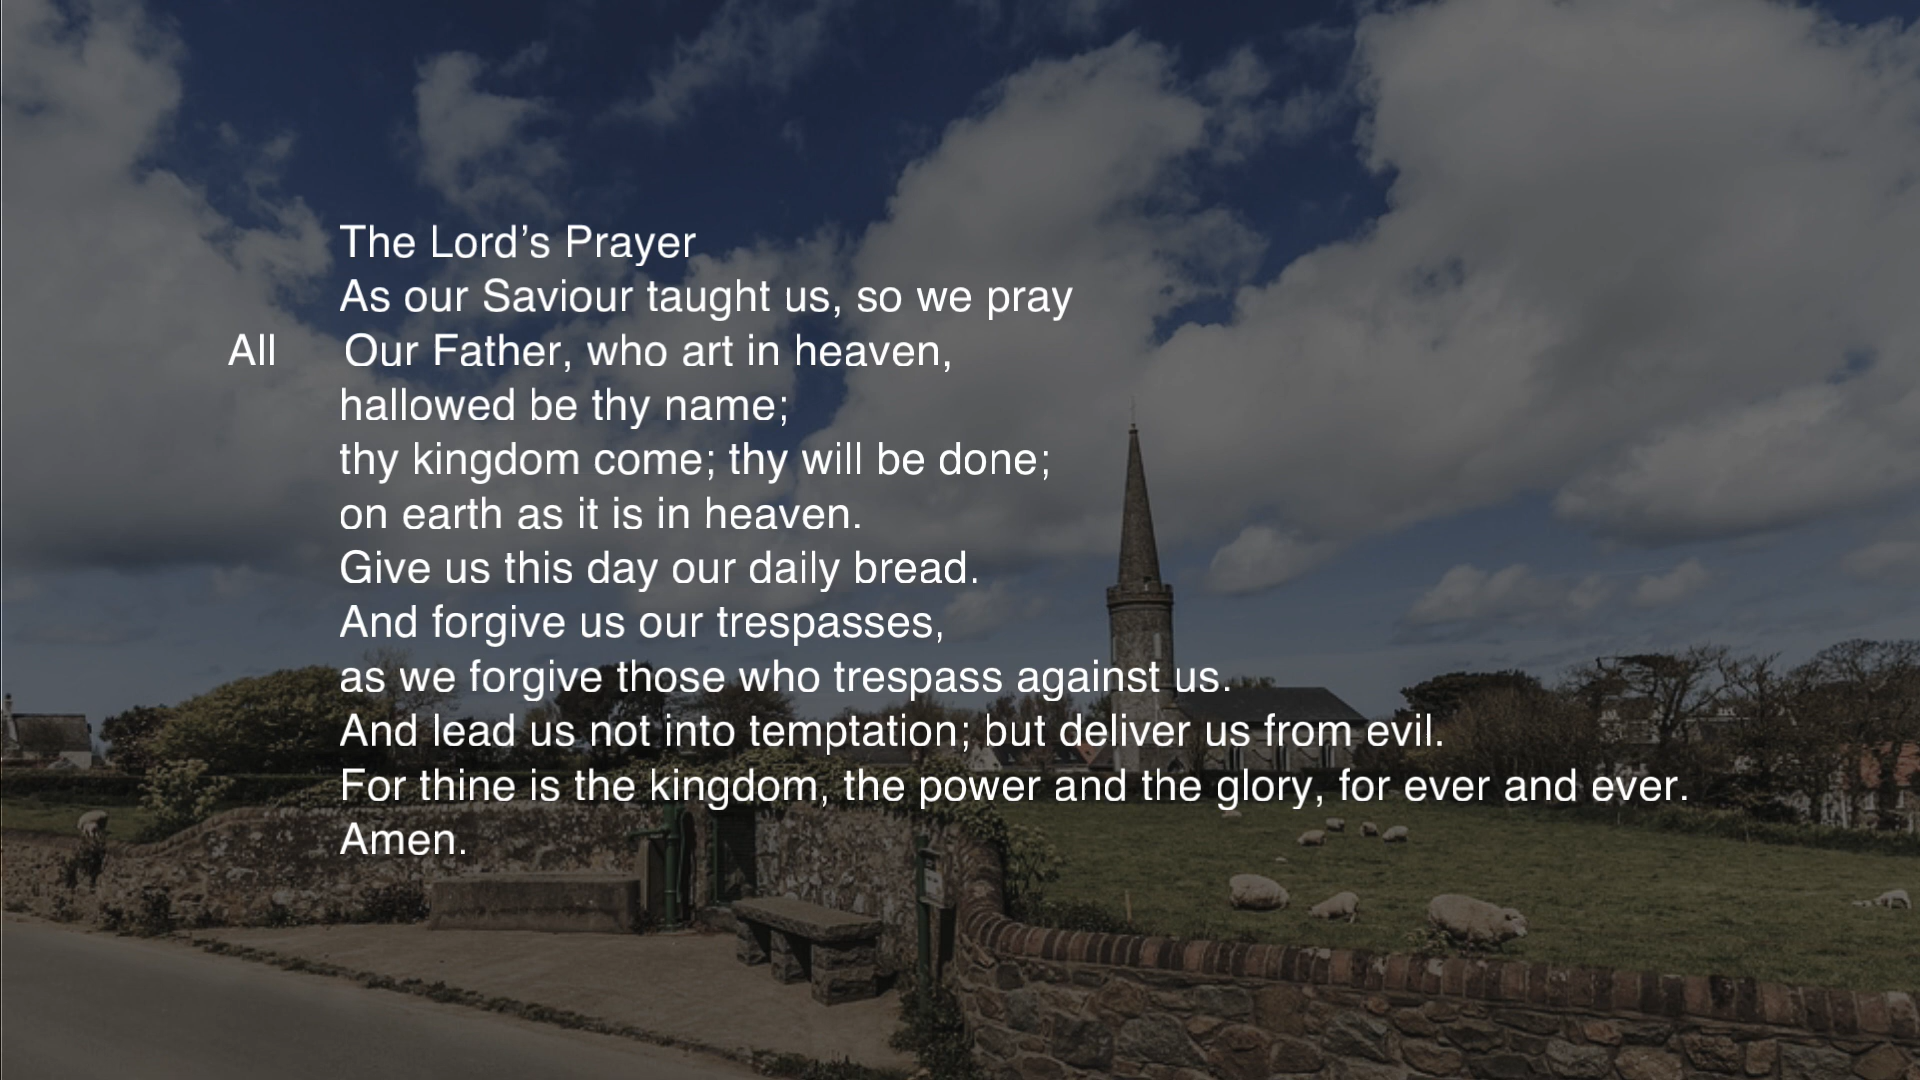 The Lord’s Prayer
As our Saviour taught us, so we pray
All Our Father, who art in heaven,
hallowed be thy name;
thy kingdom come; thy will be done;
on earth as it is in heaven.
Give us this day our daily bread.
And forgive us our trespasses,
as we forgive those who trespass against us.
And lead us not into temptation; but deliver us from evil.
For thine is the kingdom, the power and the glory, for ever and ever.
Amen.